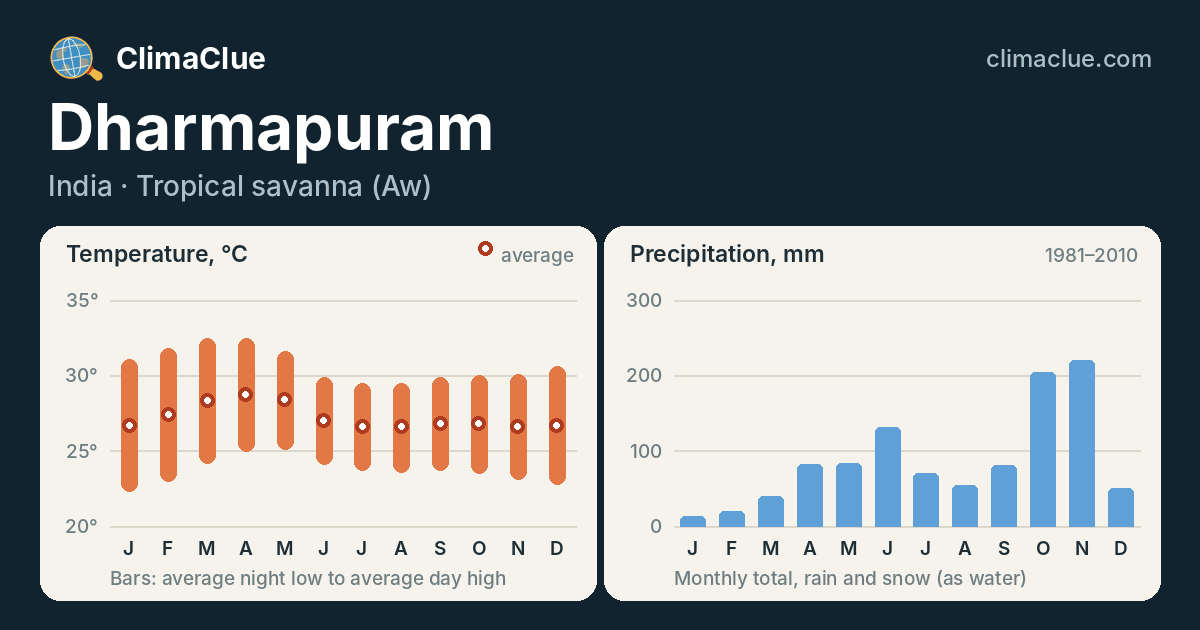 ClimaClue
climaclue.com
Dharmapuram
India · Tropical savanna (Aw)
Temperature, °C
average
35°
30°
25°
20°
J F M A M J J A S O N D
Bars: average night low to average day high
Precipitation, mm
1981–2010
300
200
100
0
J F M A M J J A S O N D
Monthly total, rain and snow (as water)